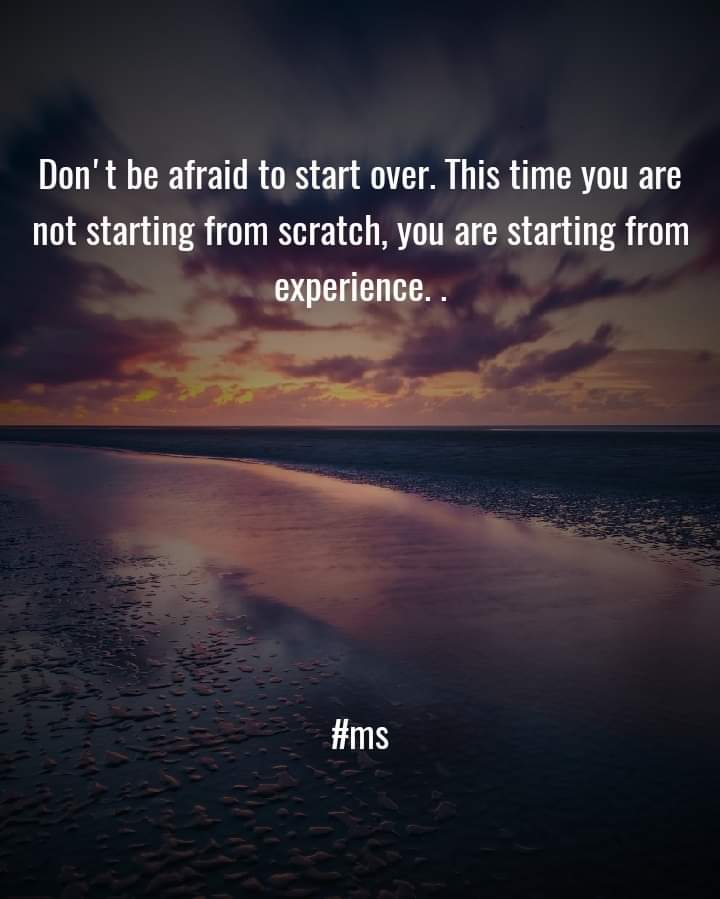 Don't be afraid to start over. This time you are
not starting from scratch, you are starting from
experience. .
#ms